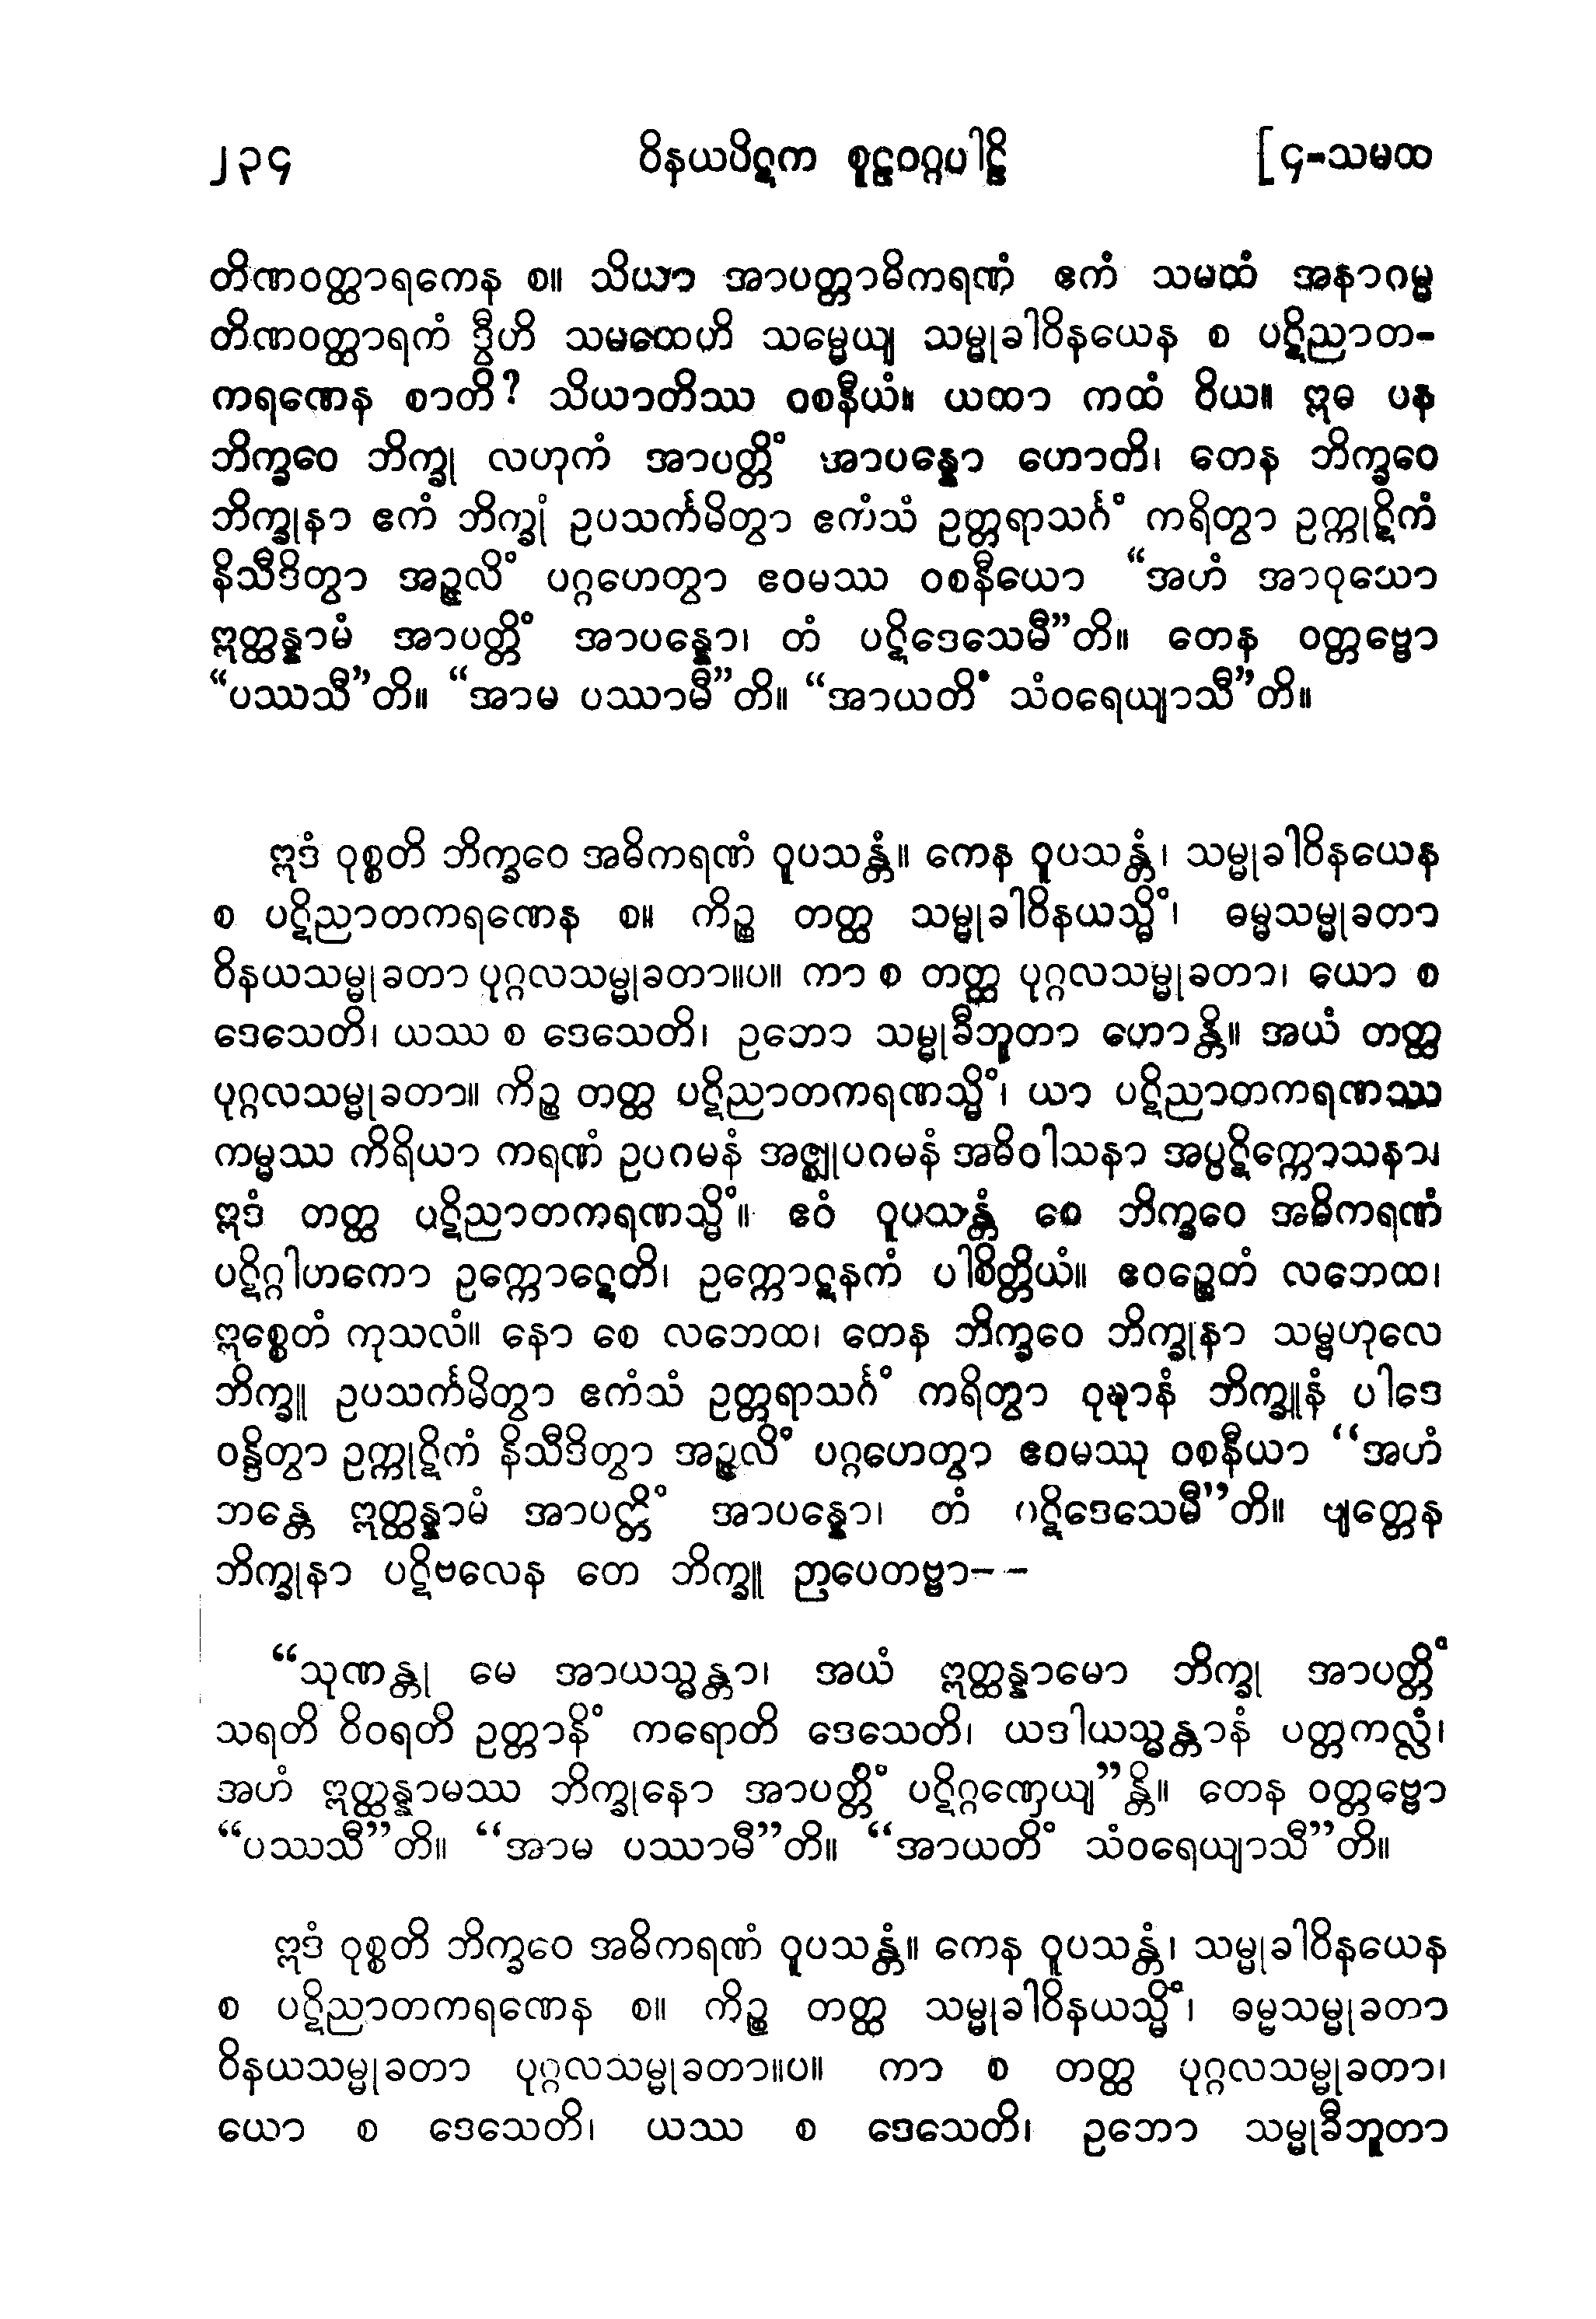 ၂၃၄ ဝိနယပိဋက စူဠဝဂ္ဂပါဠိ [၄-သမထ
တိဏဝတ္ထာရကေန စ။ သိယာ အာပတ္တာဓိကရဏံ ဧကံ သမထံ အနာဂမ္မ
တိဏဝတ္ထာရကံ ဒွီဟိ သမထေဟိ သမ္မေယျ သမ္မုခါဝိနယေန စ ပဋိညာတ-
ကရဏေန စာတိ? သိယာတိဿ ဝစနီယံ။ ယထာ ကထံ ဝိယ။ ဣဓ ပန
ဘိက္ခဝေ ဘိက္ခု လဟုကံ အာပတ္တိံ အာပန္နော ဟောတိ၊ တေန ဘိက္ခဝေ
ဘိက္ခုနာ ဧကံ ဘိက္ခုံ ဥပသင်္ကမိတွာ ဧကံသံ ဥတ္တရာသင်္ဂံ ကရိတွာ ဥက္ကုဋိကံ
နိသီဒိတွာ အဉ္ဇလိံ ပဂ္ဂဟေတွာ ဧဝမဿ ဝစနီယော “အဟံ အာဝုသော
ဣတ္ထန္နာမံ အာပတ္တိံ အာပန္နော၊ တံ ပဋိဒေသေမီ”တိ။ တေန ဝတ္တဗ္ဗော
“ပဿသီ”တိ။ “အာမ ပဿာမီ”တိ။ “အာယတိံ သံဝရေယျာသီ”တိ။
ဣဒံ ဝုစ္စတိ ဘိက္ခဝေ အဓိကရဏံ ဝူပသန္တံ။ ကေန ဝူပသန္တံ၊ သမ္မုခါဝိနယေန
စ ပဋိညာတကရဏေန စ။ ကိဉ္စ တတ္ထ သမ္မုခါဝိနယသ္မိံ၊ ဓမ္မသမ္မုခတာ
ဝိနယသမ္မုခတာ ပုဂ္ဂလသမ္မုခတာ။ပ။ ကာ စ တတ္ထ ပုဂ္ဂလသမ္မုခတာ၊ ယော စ
ဒေသေတိ၊ ယဿ စ ဒေသေတိ၊ ဥဘော သမ္မုခီဘူတာ ဟောန္တိ။ အယံ တတ္ထ
ပုဂ္ဂလသမ္မုခတာ။ ကိဉ္စ တတ္ထ ပဋိညာတကရဏသ္မိံ၊ ယာ ပဋိညာတကရဏဿ
ကမ္မဿ ကိရိယာ ကရဏံ ဥပဂမနံ အဇ္ဈုပဂမနံ အဓိဝါသနာ အပ္ပဋိက္ကောသနာ၊
ဣဒံ တတ္ထ ပဋိညာတကရဏသ္မိံ။ ဧဝံ ဝူပသန္တံ စေ ဘိက္ခဝေ အဓိကရဏံ
ပဋိဂ္ဂါဟကော ဥက္ကောဋေတိ၊ ဥက္ကောဋနကံ ပါစိတ္တိယံ။ ဧဝဉ္စေတံ လဘေထ၊
ဣစ္စေတံ ကုသလံ။ နော စေ လဘေထ၊ တေန ဘိက္ခဝေ ဘိက္ခုနာ သမ္ဗဟုလေ
ဘိက္ခူ ဥပသင်္ကမိတွာ ဧကံသံ ဥတ္တရာသင်္ဂံ ကရိတွာ ဝုဍ္ဎာနံ ဘိက္ခူနံ ပါဒေ
ဝန္ဒိတွာ ဥက္ကုဋိကံ နိသီဒိတွာ အဉ္ဇလိံ ပဂ္ဂဟေတွာ ဧဝမဿု ဝစနီယာ “အဟံ
ဘန္တေ ဣတ္ထန္နာမံ အာပတ္တိံ အာပန္နော၊ တံ ပဋိဒေသေမီ”တိ။ ဗျတ္တေန
ဘိက္ခုနာ ပဋိဗလေန တေ ဘိက္ခူ ဉာပေတဗ္ဗာ--
“သုဏန္တု မေ အာယသ္မန္တာ၊ အယံ ဣတ္ထန္နာမော ဘိက္ခု အာပတ္တိံ
သရတိ ဝိဝရတိ ဥတ္တာနိံ ကရောတိ ဒေသေတိ၊ ယဒါယသ္မန္တာနံ ပတ္တကလ္လံ၊
အဟံ ဣတ္ထန္နာမဿ ဘိက္ခုနော အာပတ္တိံ ပဋိဂ္ဂဏှေယျ”န္တိ။ တေန ဝတ္တဗ္ဗော
“ပဿသီ”တိ။ “အာမ ပဿာမီ”တိ။ “အာယတိံ သံဝရေယျာသီ”တိ။
ဣဒံ ဝုစ္စတိ ဘိက္ခဝေ အဓိကရဏံ ဝူပသန္တံ။ ကေန ဝူပသန္တံ၊ သမ္မုခါဝိနယေန
စ ပဋိညာတကရဏေန စ။ ကိဉ္စ တတ္ထ သမ္မုခါဝိနယသ္မိံ၊ ဓမ္မသမ္မုခတာ
ဝိနယသမ္မုခတာ ပုဂ္ဂလသမ္မုခတာ။ပ။ ကာ စ တတ္ထ ပုဂ္ဂလသမ္မုခတာ၊
ယော စ ဒေသေတိ၊ ယဿ စ ဒေသေတိ၊ ဥဘော သမ္မုခီဘူတာ